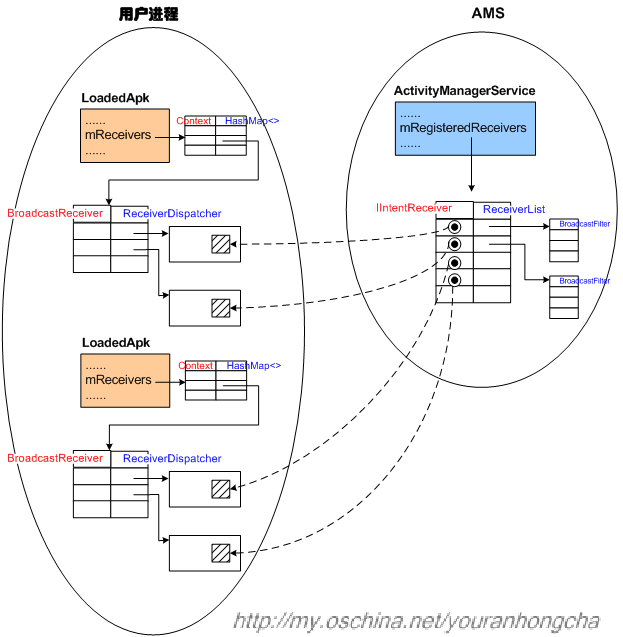 用户进程
AMS
LoadedApk
......
mReceivers
......
Context
HashMap<>
BroadcastReceiver
ReceiverDispatcher
LoadedApk
......
mReceivers
......
Context
HashMap<>
BroadcastReceiver
ReceiverDispatcher
ActivityManagerService
......
mRegisteredReceivers
......
IIntentReceiver
ReceiverList
BroadcastFilter
BroadcastFilter
http://my.oschina.net/youranhongcha